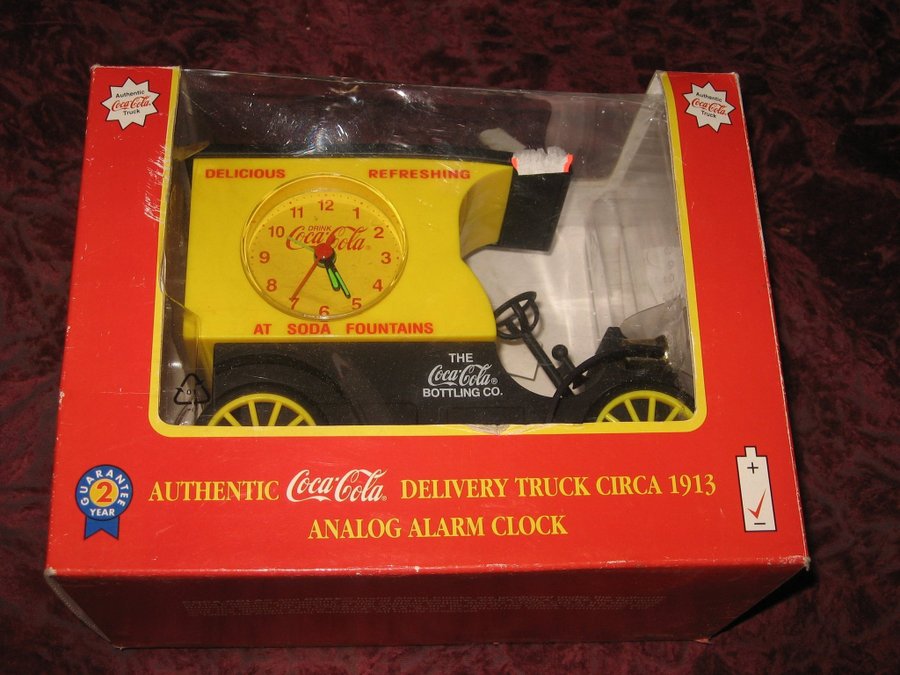 Authentic
Coca-Cola
Truck
Authentic
Coca-Cola
Truck
DELICIOUS REFRESHING
12
11 1
10 2
DRINK
Coca-Cola®
9 3
8 4
7 5
6
AT SODA FOUNTAINS
THE
Coca-Cola®
BOTTLING CO.
GUARANTEE
2
YEAR
AUTHENTIC Coca-Cola® DELIVERY TRUCK CIRCA 1913
ANALOG ALARM CLOCK
+
−